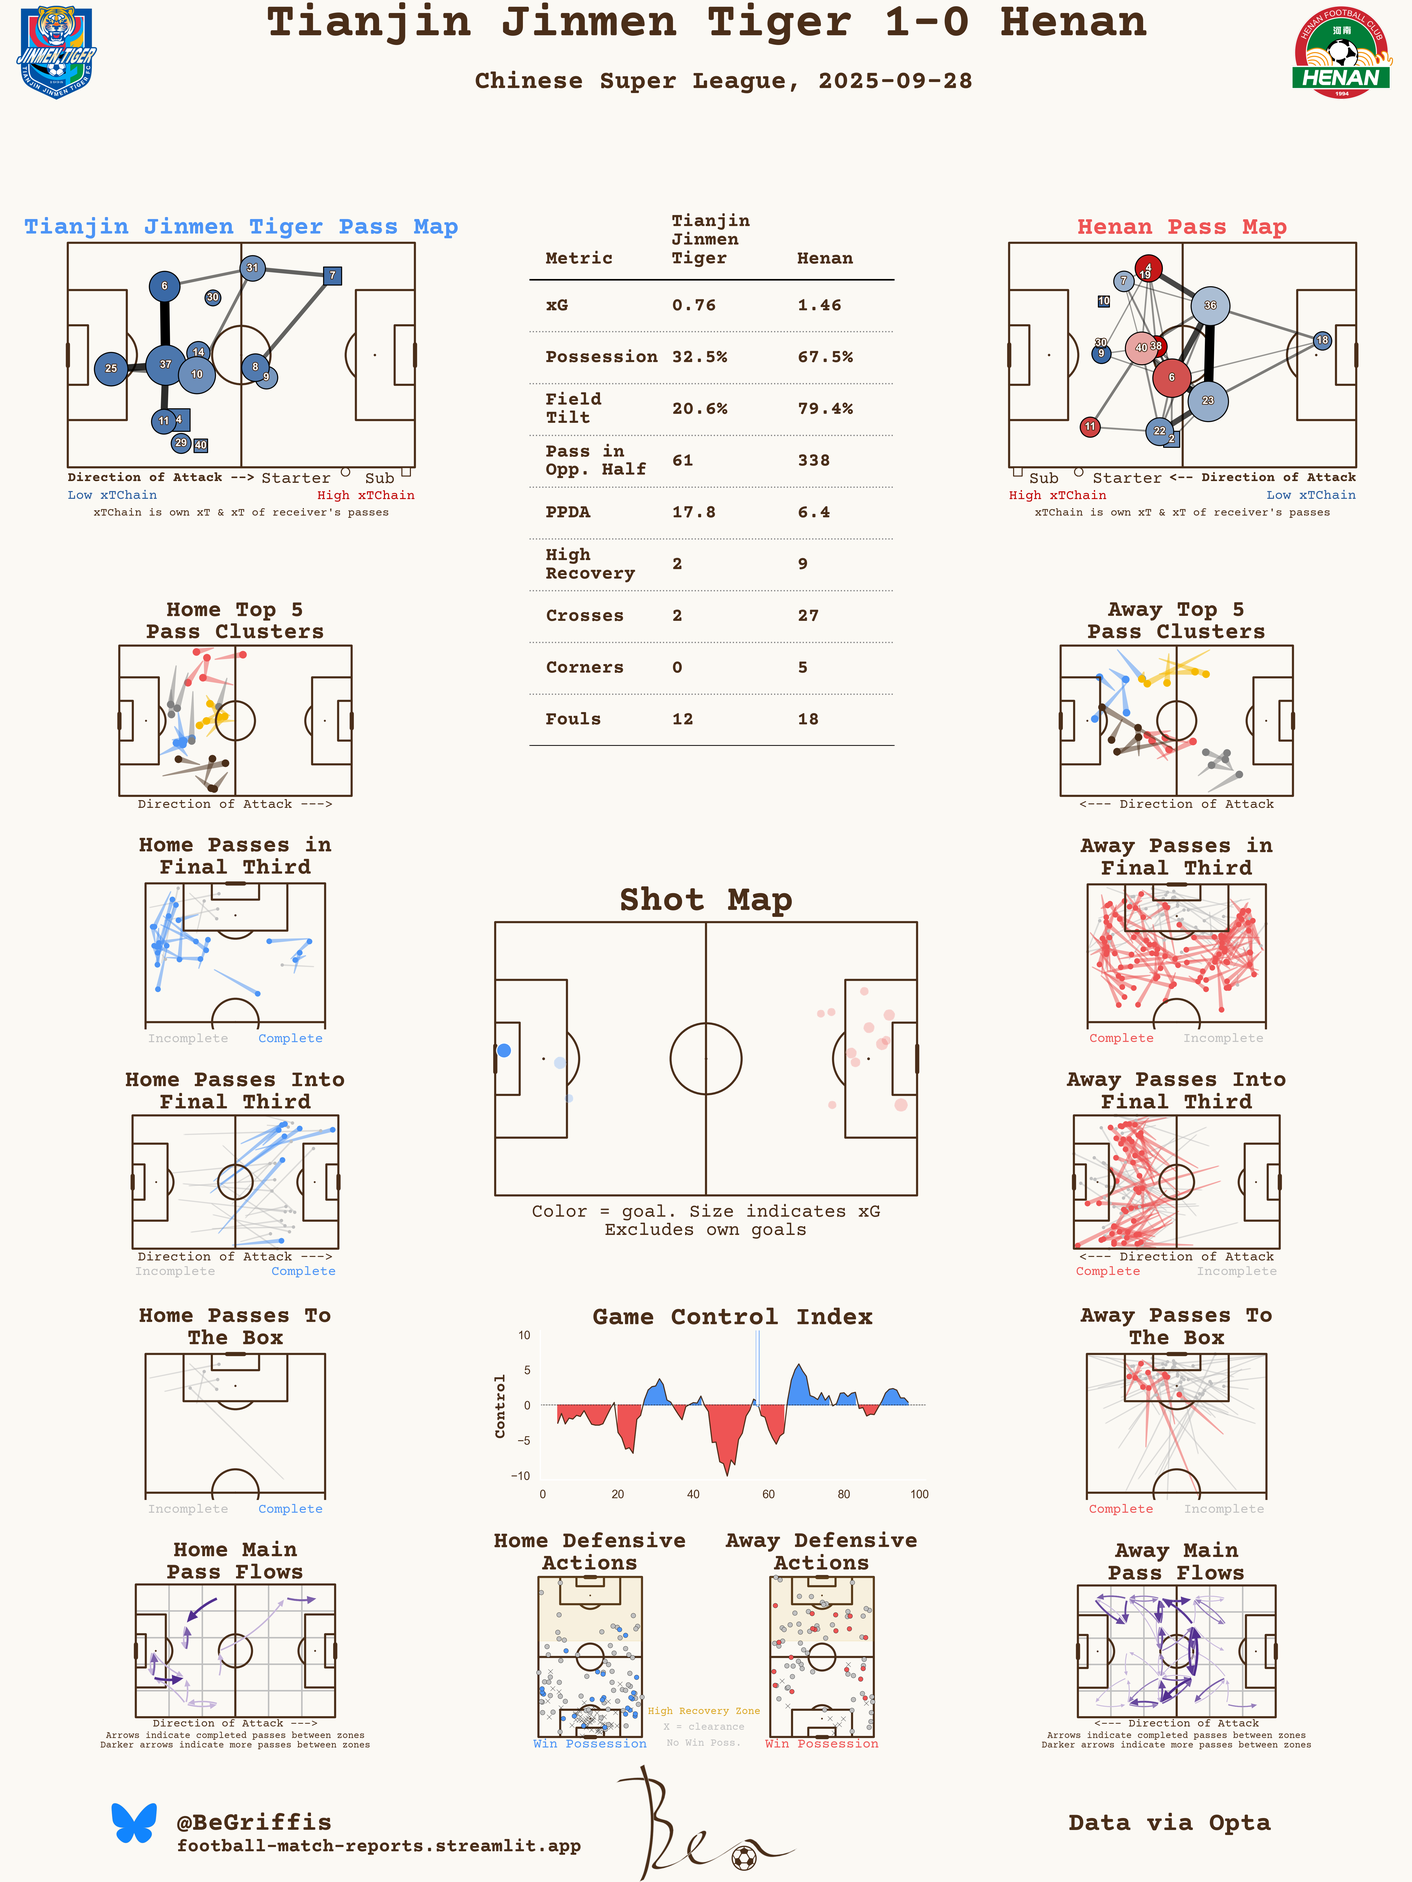 Tianjin Jinmen Tiger 1-0 Henan
Chinese Super League, 2025-09-28
JINMEN TIGER
TIANJIN JINMEN TIGER FC
HENAN FOOTBALL CLUB
河南
HENAN
1994
Tianjin Jinmen Tiger Pass Map
6
31
7
30
14
25
37
10
8
9
11
4
29
40
Direction of Attack --> Starter Sub
Low xTChain High xTChain
xTChain is own xT & xT of receiver's passes
Metric Tianjin Jinmen Tiger Henan
xG 0.76 1.46
Possession 32.5% 67.5%
Field Tilt 20.6% 79.4%
Pass in Opp. Half 61 338
PPDA 17.8 6.4
High Recovery 2 9
Crosses 2 27
Corners 0 5
Fouls 12 18
Henan Pass Map
4
19
7
10
36
30
9
40
38
18
6
23
11
22
2
Sub Starter <-- Direction of Attack
High xTChain Low xTChain
xTChain is own xT & xT of receiver's passes
Home Top 5
Pass Clusters
Direction of Attack --->
Away Top 5
Pass Clusters
<--- Direction of Attack
Home Passes in
Final Third
Incomplete Complete
Away Passes in
Final Third
Complete Incomplete
Shot Map
Color = goal. Size indicates xG
Excludes own goals
Home Passes Into
Final Third
Direction of Attack --->
Incomplete Complete
Away Passes Into
Final Third
<--- Direction of Attack
Complete Incomplete
Home Passes To
The Box
Incomplete Complete
Game Control Index
Control
10
5
0
−5
−10
0 20 40 60 80 100
Away Passes To
The Box
Complete Incomplete
Home Main
Pass Flows
Direction of Attack --->
Arrows indicate completed passes between zones
Darker arrows indicate more passes between zones
Home Defensive
Actions
Win Possession
High Recovery Zone
X = clearance
No Win Poss.
Away Defensive
Actions
Win Possession
Away Main
Pass Flows
<--- Direction of Attack
Arrows indicate completed passes between zones
Darker arrows indicate more passes between zones
@BeGriffis
football-match-reports.streamlit.app
Ben
Data via Opta